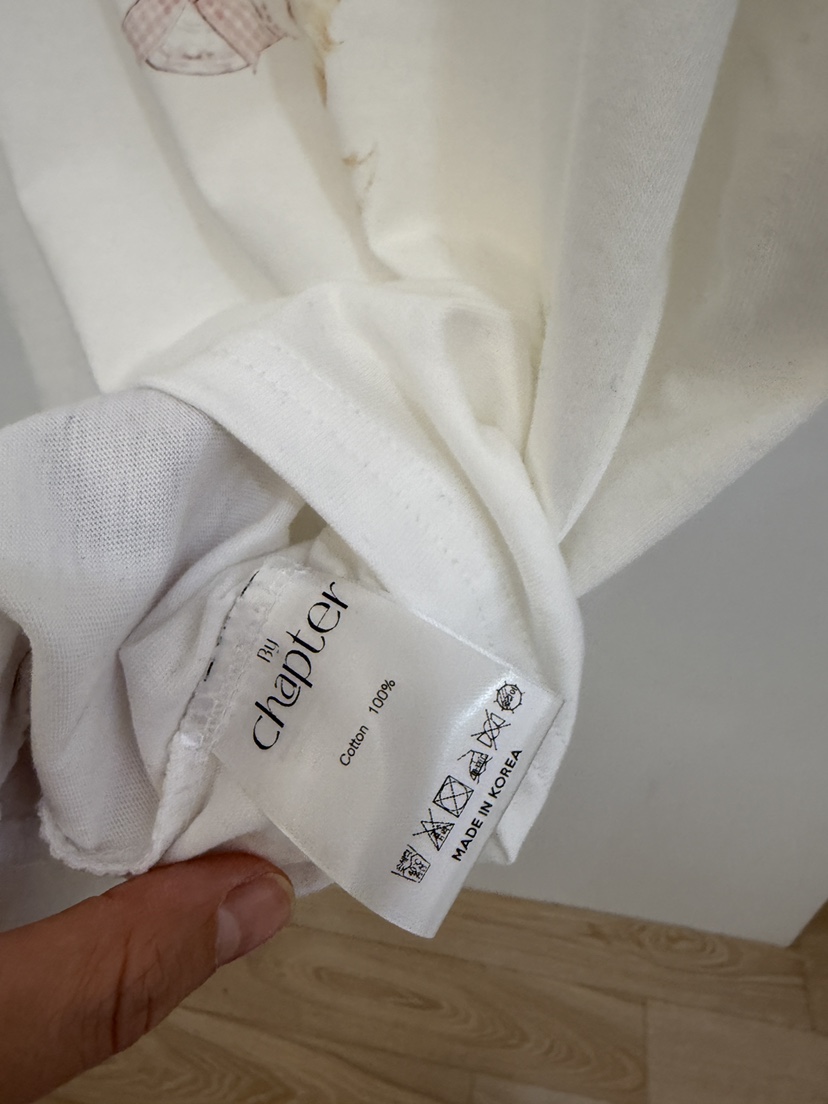 By
chapter
Cotton 100%
MADE IN KOREA